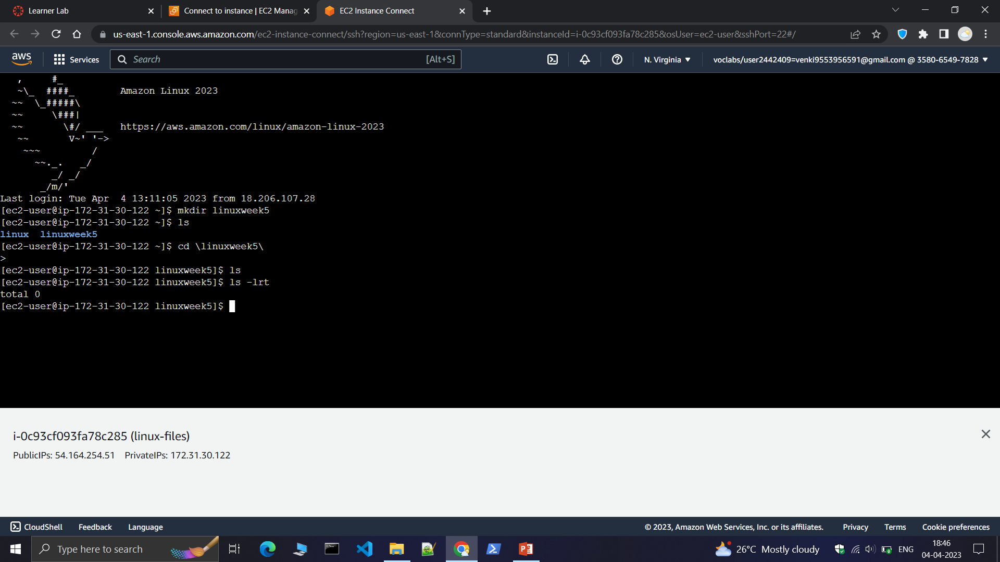 Learner Lab
Connect to instance | EC2 Manag
EC2 Instance Connect
us-east-1.console.aws.amazon.com/ec2-instance-connect/ssh?region=us-east-1&connType=standard&instanceId=i-0c93cf093fa78c285&osUser=ec2-user&sshPort=22#/
aws
Services
Search
[Alt+S]
N. Virginia
voclabs/user2442409=venki9553956591@gmail.com @ 3580-6549-7828
   ,     #_
   ~\_  ####_        Amazon Linux 2023
  ~~  \_#####\
  ~~     \###|
  ~~       \#/ ___   https://aws.amazon.com/linux/amazon-linux-2023
   ~~       V~' '->
    ~~~         /
      ~~._.   _/
         _/ _/
       _/m/'
Last login: Tue Apr  4 13:11:05 2023 from 18.206.107.28
[ec2-user@ip-172-31-30-122 ~]$ mkdir linuxweek5
[ec2-user@ip-172-31-30-122 ~]$ ls
linux  linuxweek5
[ec2-user@ip-172-31-30-122 ~]$ cd \linuxweek5\
>
[ec2-user@ip-172-31-30-122 linuxweek5]$ ls
[ec2-user@ip-172-31-30-122 linuxweek5]$ ls -lrt
total 0
[ec2-user@ip-172-31-30-122 linuxweek5]$
i-0c93cf093fa78c285 (linux-files)
PublicIPs: 54.164.254.51    PrivateIPs: 172.31.30.122
CloudShell
Feedback
Language
© 2023, Amazon Web Services, Inc. or its affiliates.
Privacy
Terms
Cookie preferences
Type here to search
26°C  Mostly cloudy
ENG
18:46
04-04-2023